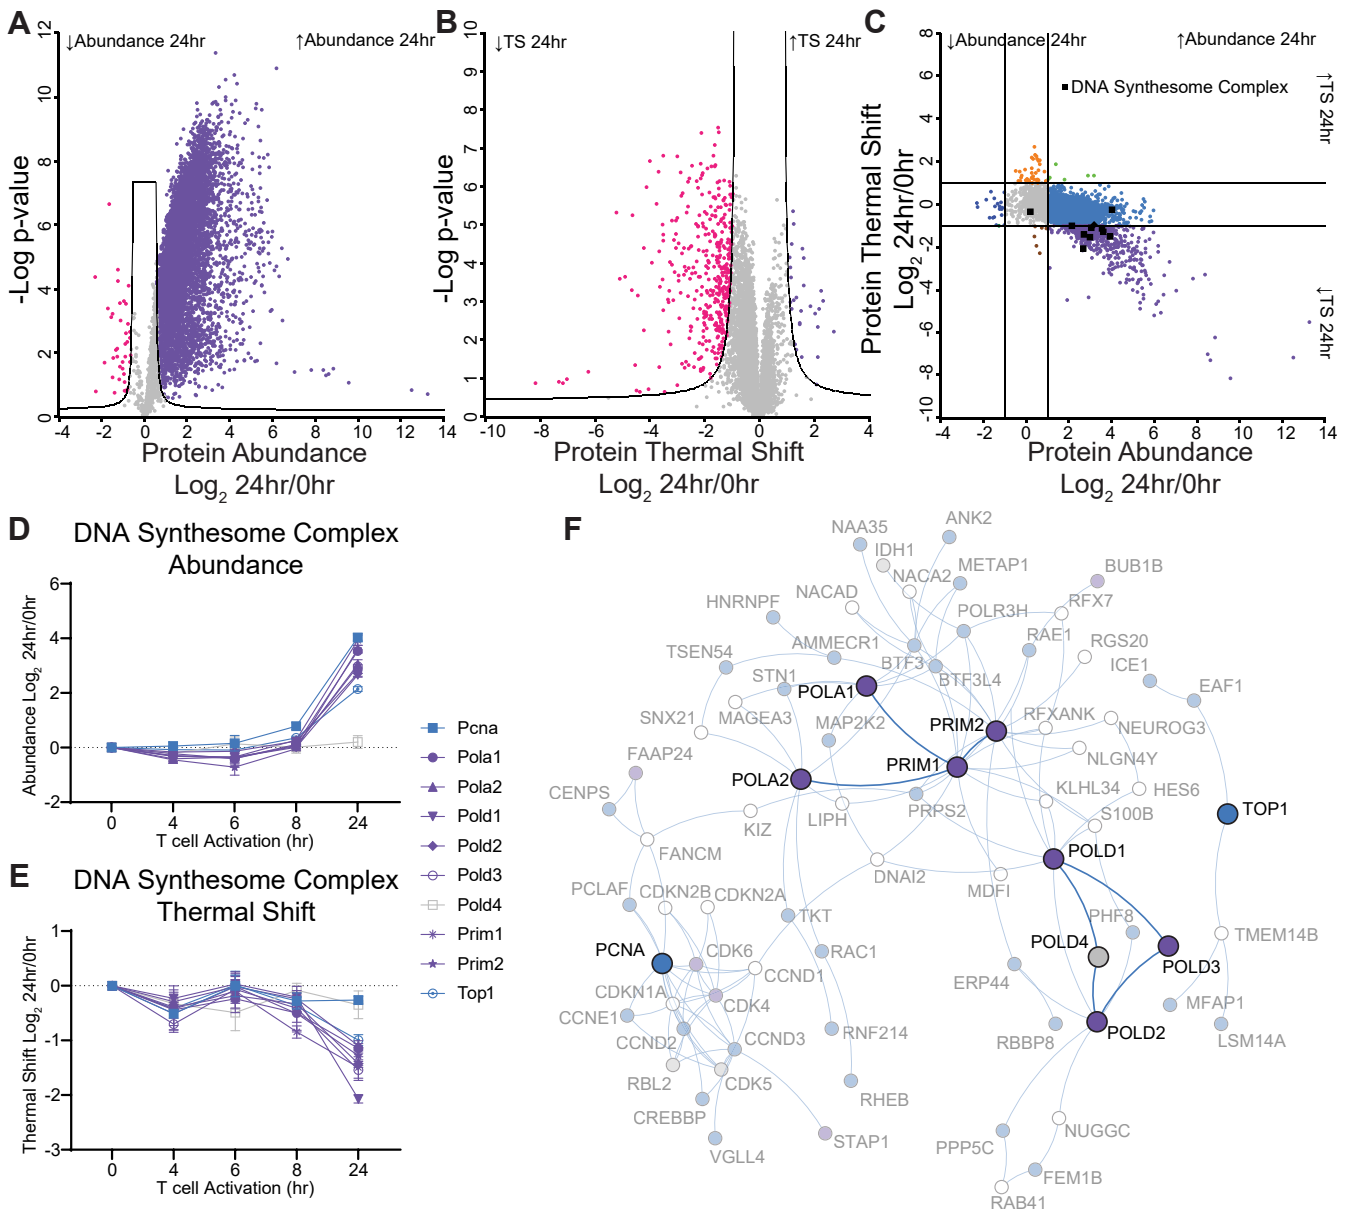 A
↓Abundance 24hr
↑Abundance 24hr
-Log p-value
12
10
8
6
4
2
0
-4 -2 0 2 4 6 8 10 12 14
Protein Abundance
Log2 24hr/0hr
B
↓TS 24hr
↑TS 24hr
-Log p-value
10
9
8
7
6
5
4
3
2
1
0
-10 -8 -6 -4 -2 0 2 4
Protein Thermal Shift
Log2 24hr/0hr
C
↓Abundance 24hr
↑Abundance 24hr
DNA Synthesome Complex
↑TS 24hr
↓TS 24hr
Protein Thermal Shift
Log2 24hr/0hr
8
6
4
2
0
-2
-4
-6
-8
-10
-4 -2 0 2 4 6 8 10 12 14
Protein Abundance
Log2 24hr/0hr
D
DNA Synthesome Complex
Abundance
Abundance Log2 24hr/0hr
6
4
2
0
-2
0 4 6 8 24
T cell Activation (hr)
E
DNA Synthesome Complex
Thermal Shift
Thermal Shift Log2 24hr/0hr
1
0
-1
-2
-3
0 4 6 8 24
T cell Activation (hr)
Pcna
Pola1
Pola2
Pold1
Pold2
Pold3
Pold4
Prim1
Prim2
Top1
F
NAA35
ANK2
IDH1
NACA2
METAP1
BUB1B
NACAD
HNRNPF
POLR3H
RFX7
AMMECR1
RAE1
RGS20
TSEN54
BTF3
BTF3L4
ICE1
STN1
POLA1
EAF1
SNX21
MAGEA3
MAP2K2
PRIM2
RFXANK
NEUROG3
FAAP24
POLA2
PRIM1
NLGN4Y
CENPS
KLHL34
HES6
KIZ
LIPH
PRPS2
S100B
TOP1
FANCM
POLD1
DNAI2
MDFI
PCLAF
CDKN2B
CDKN2A
TKT
PHF8
PCNA
CDK6
RAC1
POLD4
POLD3
TMEM14B
CCND1
CDKN1A
CDK4
ERP44
MFAP1
CCNE1
CCND2
CCND3
RNF214
RBBP8
POLD2
LSM14A
RBL2
CDK5
RHEB
CREBBP
STAP1
PPP5C
NUGGC
VGLL4
FEM1B
RAB41